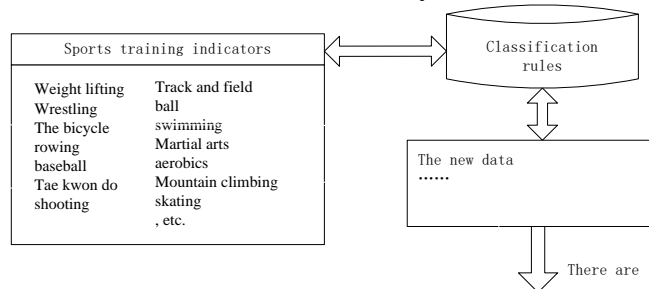 Sports training indicators
Weight lifting
Wrestling
The bicycle
rowing
baseball
Tae kwon do
shooting
Track and field
ball
swimming
Martial arts
aerobics
Mountain climbing
skating
, etc.
Classification
rules
The new data
......
There are